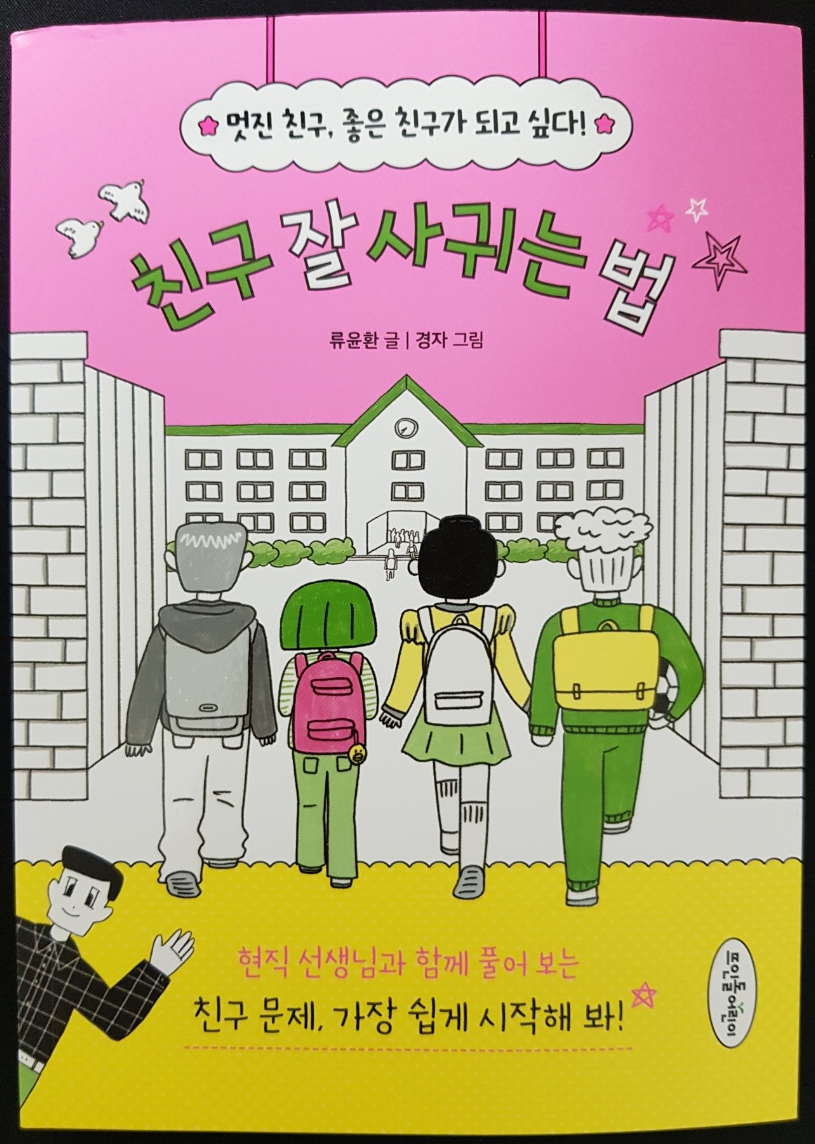 멋진 친구, 좋은 친구가 되고 싶다!
친구 잘 사귀는 법
류윤환 글 | 경자 그림
현직 선생님과 함께 풀어 보는
친구 문제, 가장 쉽게 시작해 봐!